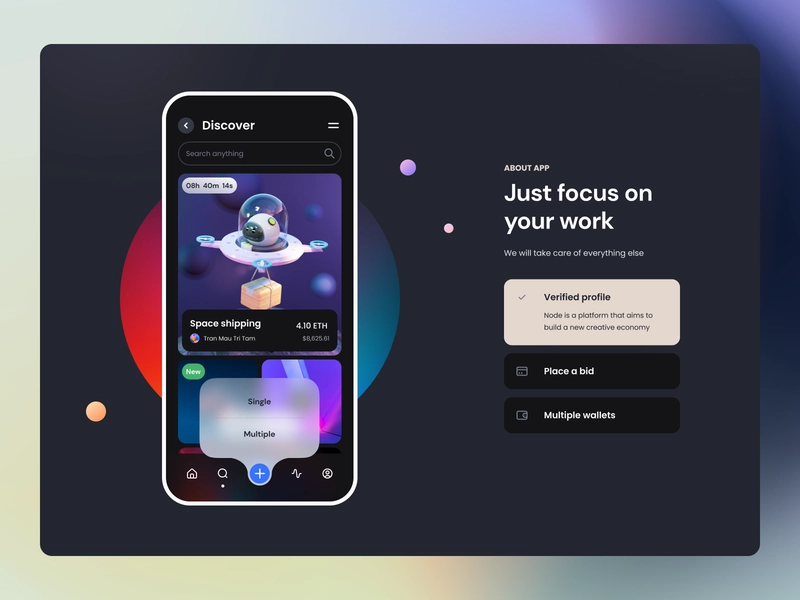 Discover
Search anything
08h 40m 14s
Space shipping
4.10 ETH
Tran Mau Tri Tam
$8,625.61
New
Single
Multiple
ABOUT APP
Just focus on
your work
We will take care of everything else
Verified profile
Node is a platform that aims to
build a new creative economy
Place a bid
Multiple wallets